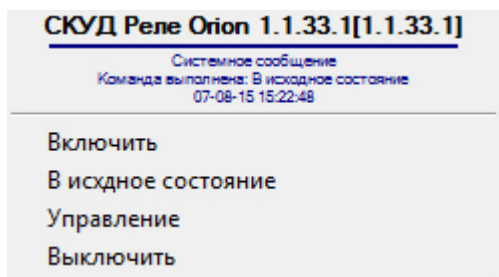 СКУД Реле Orion 1.1.33.1[1.1.33.1]
Системное сообщение
Команда выполнена: В исходное состояние
07-08-15 15:22:48
Включить
В исхдное состояние
Управление
Выключить